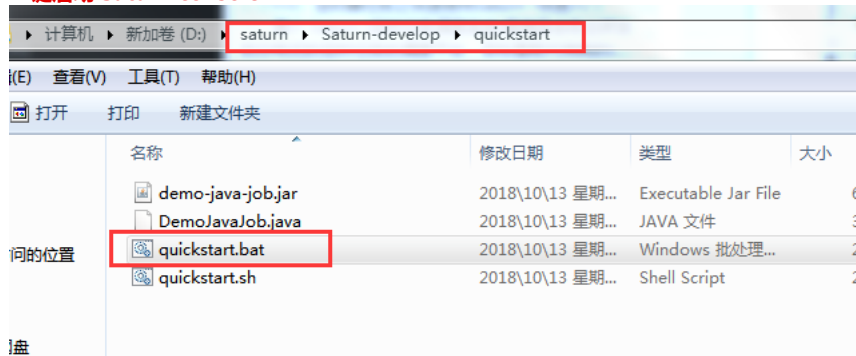 计算机 ▸ 新加卷 (D:) ▸ saturn ▸ Saturn-develop ▸ quickstart
(E) 查看(V) 工具(T) 帮助(H)
打开 打印 新建文件夹
名称 修改日期 类型 大小
demo-java-job.jar 2018\10\13 星期... Executable Jar File
DemoJavaJob.java 2018\10\13 星期... JAVA 文件
问的位置 quickstart.bat 2018\10\13 星期... Windows 批处理...
quickstart.sh 2018\10\13 星期... Shell Script
盘